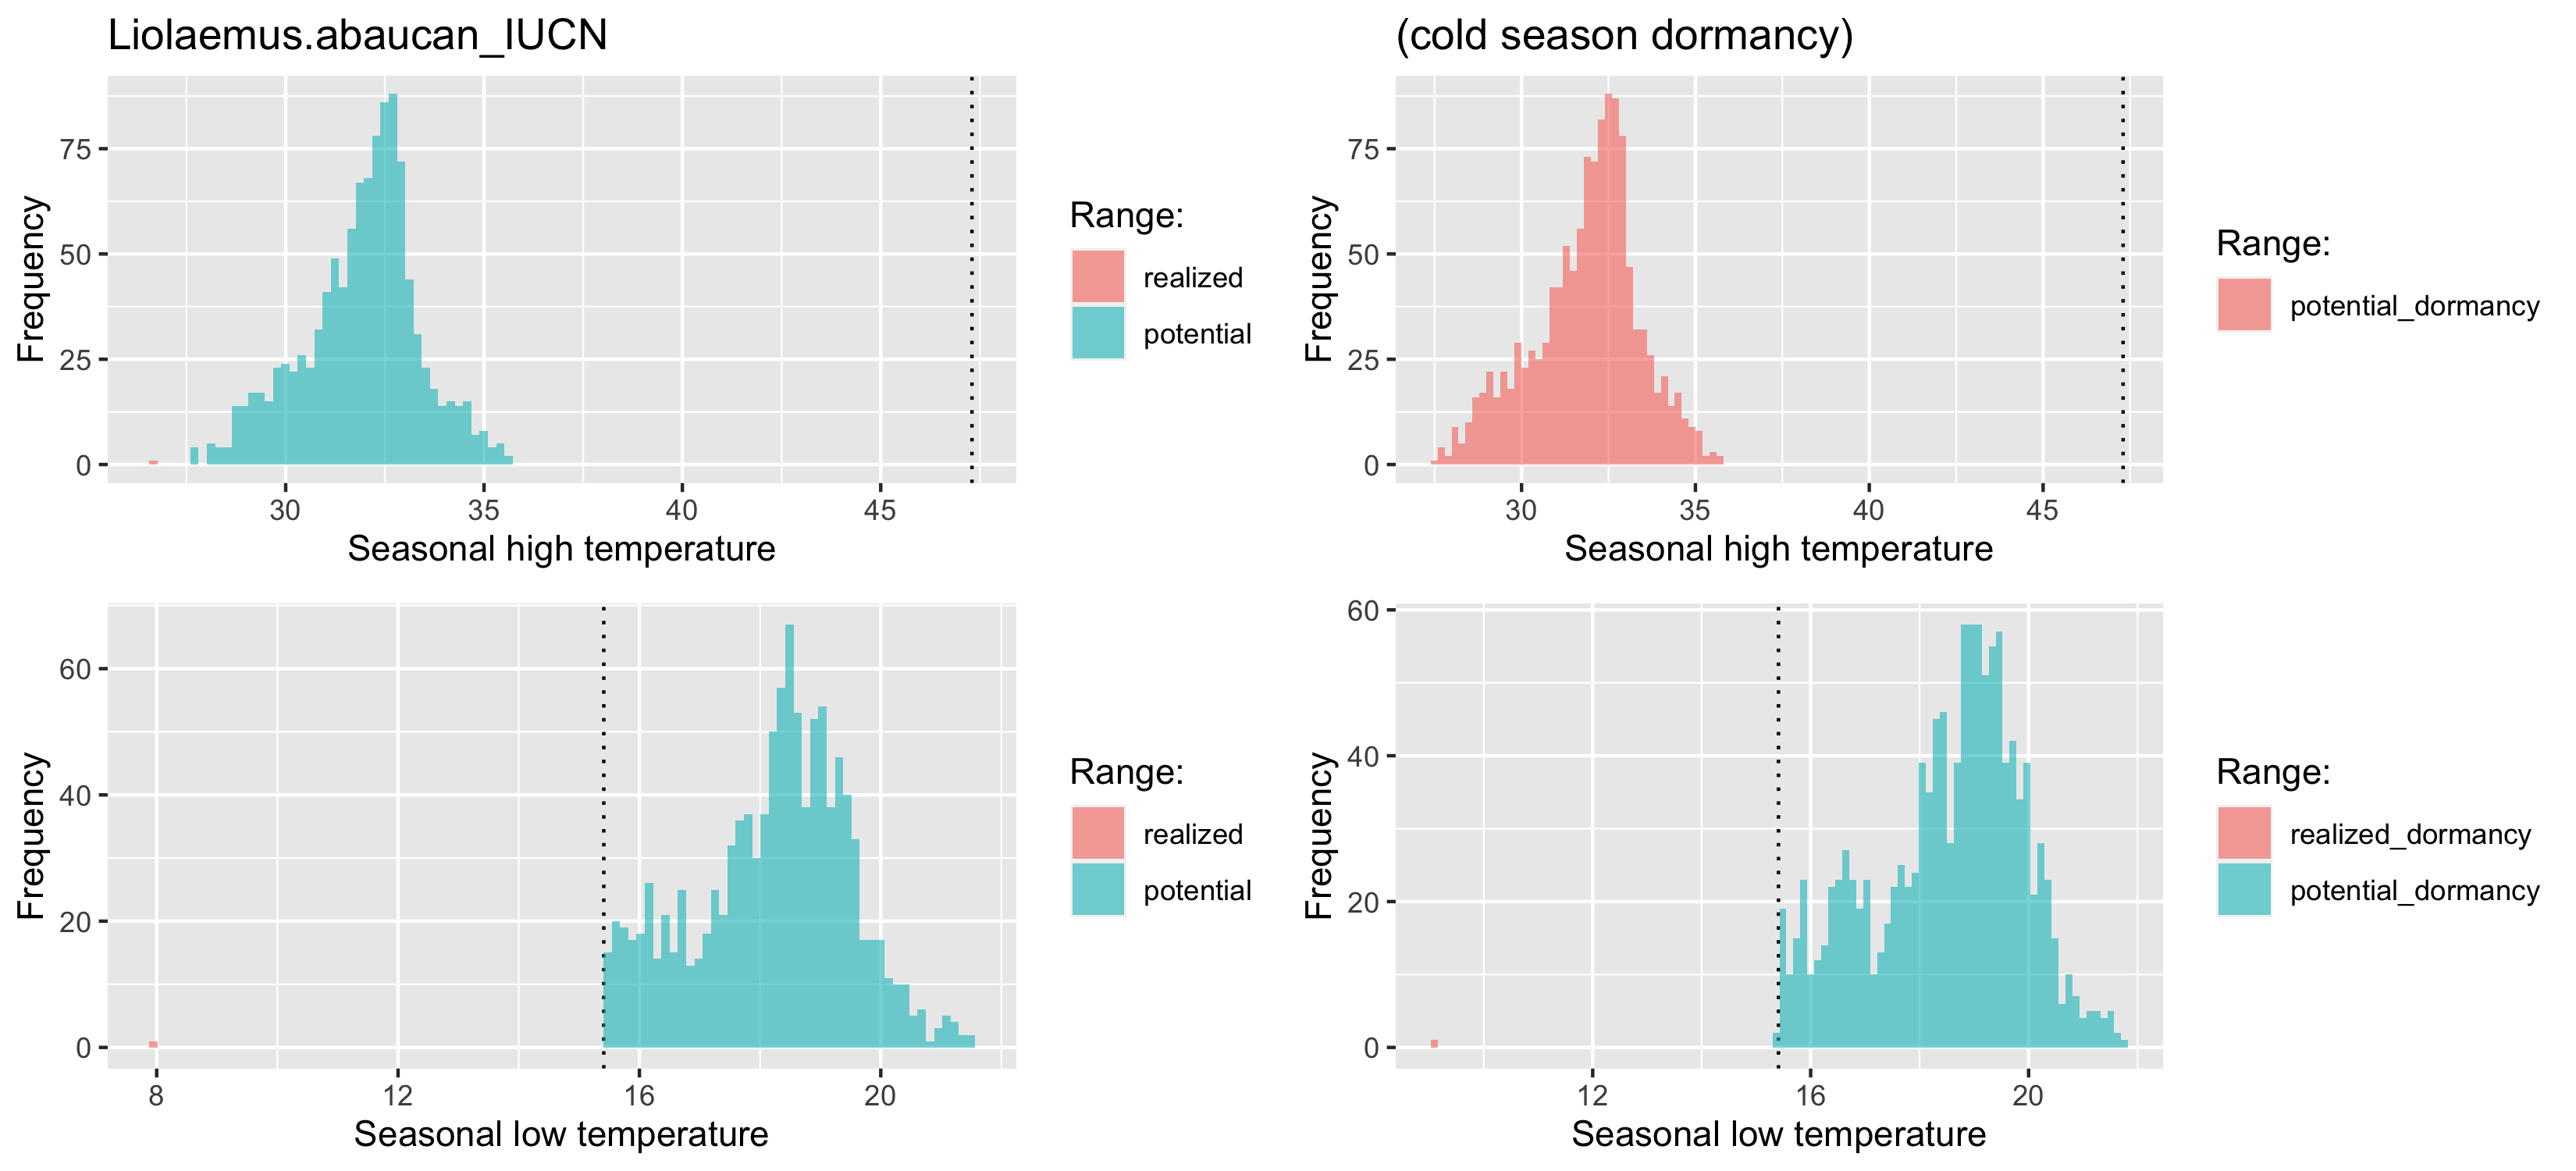 Liolaemus.abaucan_IUCN
75
50
25
0
Frequency
30 35 40 45
Seasonal high temperature
Range:
realized
potential
(cold season dormancy)
75
50
25
0
Frequency
30 35 40 45
Seasonal high temperature
Range:
potential_dormancy
60
40
20
0
Frequency
8 12 16 20
Seasonal low temperature
Range:
realized
potential
60
40
20
0
Frequency
12 16 20
Seasonal low temperature
Range:
realized_dormancy
potential_dormancy